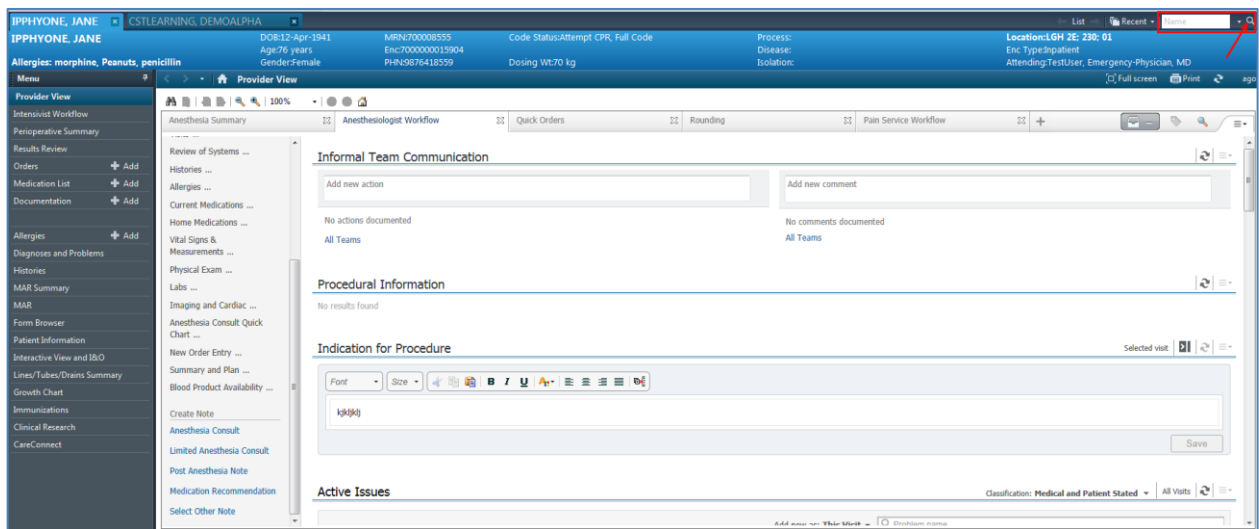 IPPHYONE, JANE
CSTLEARNING, DEMOALPHA
List
Recent
Name
IPPHYONE, JANE
DOB:12-Apr-1941
MRN:700008555
Code Status:Attempt CPR, Full Code
Process:
Location:LGH 2E; 230; 01
Age:76 years
Enc:7000000015904
Disease:
Enc Type:Inpatient
Allergies: morphine, Peanuts, penicillin
Gender:Female
PHN:9876418559
Dosing Wt:70 kg
Isolation:
Attending:TestUser, Emergency-Physician, MD
Menu
Provider View
Full screen
Print
ago
Provider View
Intensivist Workflow
Perioperative Summary
Results Review
Orders
Add
Medication List
Add
Documentation
Add
Allergies
Add
Diagnoses and Problems
Histories
MAR Summary
MAR
Form Browser
Patient Information
Interactive View and I&O
Lines/Tubes/Drains Summary
Growth Chart
Immunizations
Clinical Research
CareConnect
100%
Anesthesia Summary
Anesthesiologist Workflow
Quick Orders
Rounding
Pain Service Workflow
Review of Systems ...
Histories ...
Allergies ...
Current Medications ...
Home Medications ...
Vital Signs &
Measurements ...
Physical Exam ...
Labs ...
Imaging and Cardiac ...
Anesthesia Consult Quick
Chart ...
New Order Entry ...
Summary and Plan ...
Blood Product Availability ...
Create Note
Anesthesia Consult
Limited Anesthesia Consult
Post Anesthesia Note
Medication Recommendation
Select Other Note
Informal Team Communication
Add new action
Add new comment
No actions documented
No comments documented
All Teams
All Teams
Procedural Information
No results found
Indication for Procedure
Selected visit
Font
Size
B I U A
kjkljklj
Save
Active Issues
Classification: Medical and Patient Stated
All Visits
Add new as: This Visit
Problem name